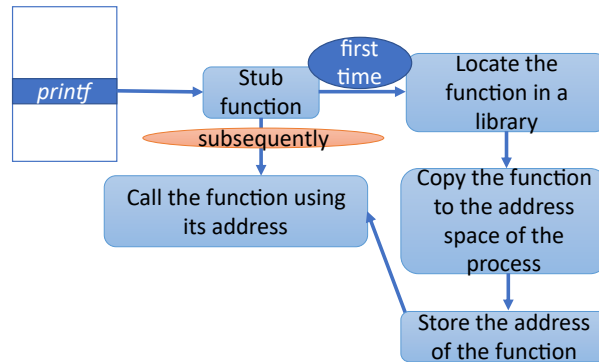 printf
Stub
function
first
time
Locate the
function in a
library
subsequently
Call the function using
its address
Copy the function
to the address
space of the
process
Store the address
of the function